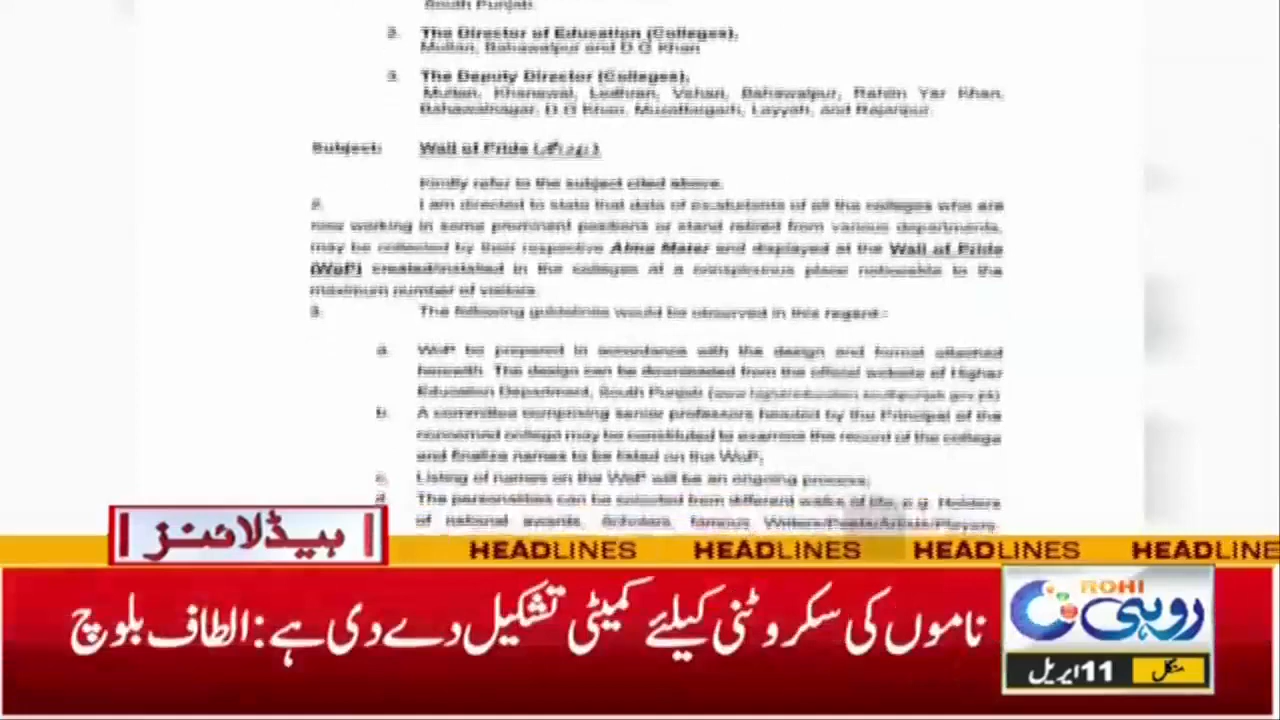 South Punjab
3. The Director of Education (Colleges),
Multan, Bahawalpur and D G Khan
The Deputy Director (Colleges),
Multan, Khanewal, Lodhran, Vehari, Bahawalpur, Rahim Yar Khan,
Bahawalnagar, D G Khan, Muzaffargarh, Layyah, and Rajanpur.
Subject: Wall of Pride
Kindly refer to the subject cited above.
2. I am directed to state that data of ex-students of all the colleges who are
now working in some prominent positions or stand retired from various departments,
may be collected by their respective Alma Mater and displayed at the Wall of Pride
(WoP) created/installed in the colleges at a conspicuous place noticeable to the
maximum number of visitors.
3. The following guidelines would be observed in this regard:-
a. WoP be prepared in accordance with the design and format attached
herewith. The design can be downloaded from the official website of Higher
Education Department, South Punjab
b. A committee comprising senior professors headed by the Principal of the
concerned college may be constituted to examine the record of the college
and finalize names to be listed on the WoP;
c. Listing of names on the WoP will be an ongoing process;
d. The personalities can be selected from different walks of life, e.g. Holders
of national awards, Scholars, famous Writers/Poets/Artists/Players,
ہیڈلائنز
HEADLINES HEADLINES HEADLINES HEADLINE
ناموں کی سکروٹنی کیلئے کمیٹی تشکیل دے دی ہے: الطاف بلوچ
ROHI
روہی
منگل 11 اپریل